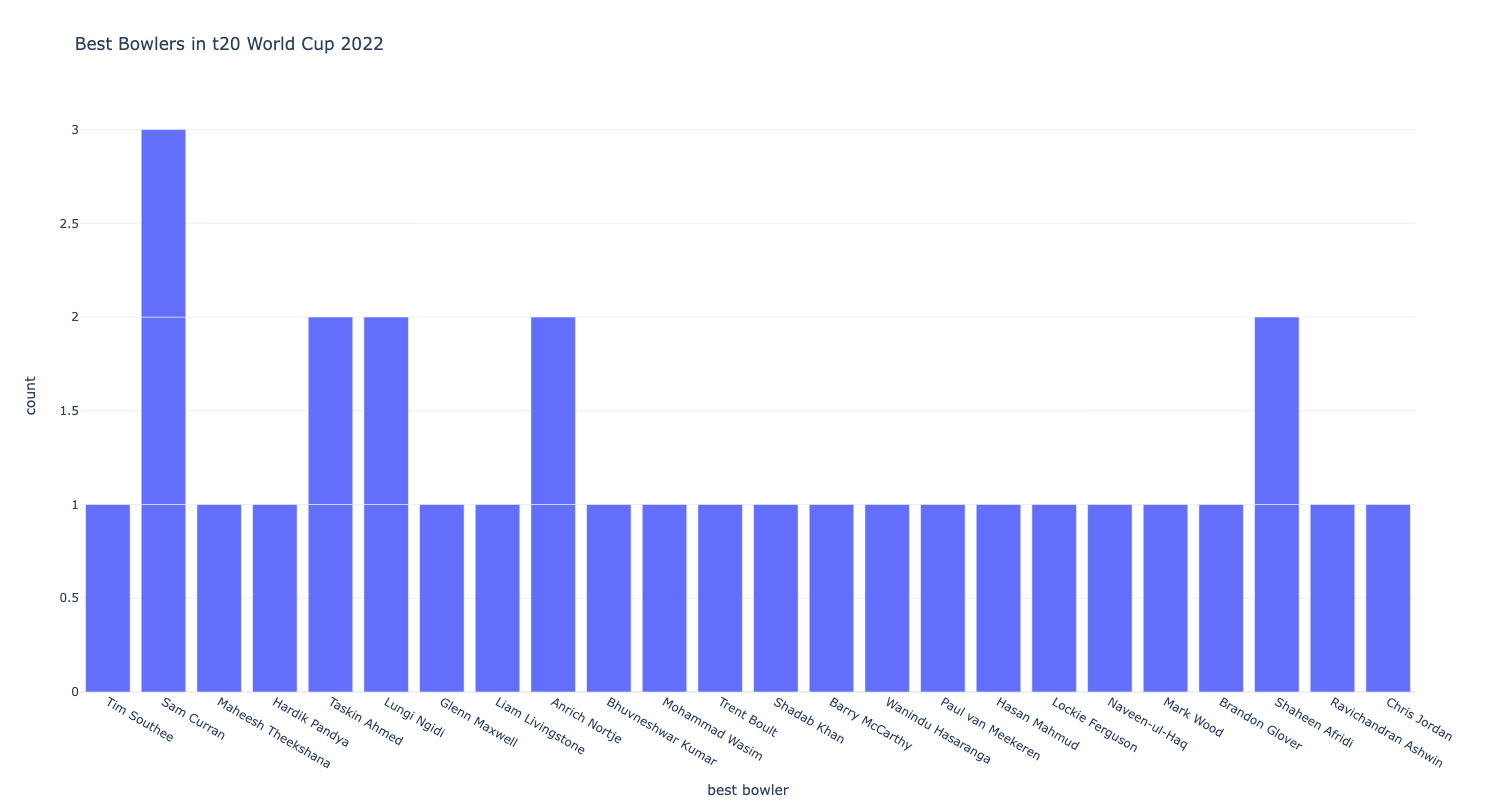 Best Bowlers in t20 World Cup 2022
3
2.5
2
1.5
1
0.5
0
count
Tim Southee
Sam Curran
Maheesh Theekshana
Hardik Pandya
Taskin Ahmed
Lungi Ngidi
Glenn Maxwell
Liam Livingstone
Anrich Nortje
Bhuvneshwar Kumar
Mohammad Wasim
Trent Boult
Shadab Khan
Barry McCarthy
Wanindu Hasaranga
Paul van Meekeren
Hasan Mahmud
Lockie Ferguson
Naveen-ul-Haq
Mark Wood
Brandon Glover
Shaheen Afridi
Ravichandran Ashwin
Chris Jordan
best bowler